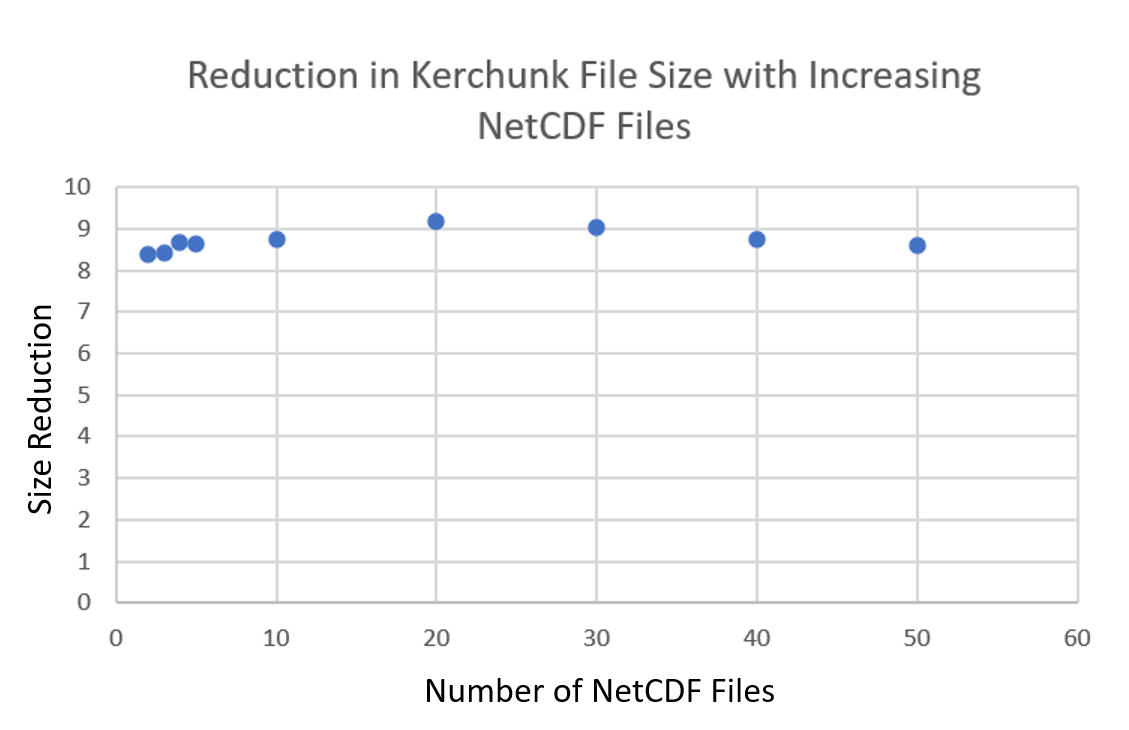 Reduction in Kerchunk File Size with Increasing
NetCDF Files
10
9
8
7
6
5
4
3
2
1
0
Size Reduction
0 10 20 30 40 50 60
Number of NetCDF Files